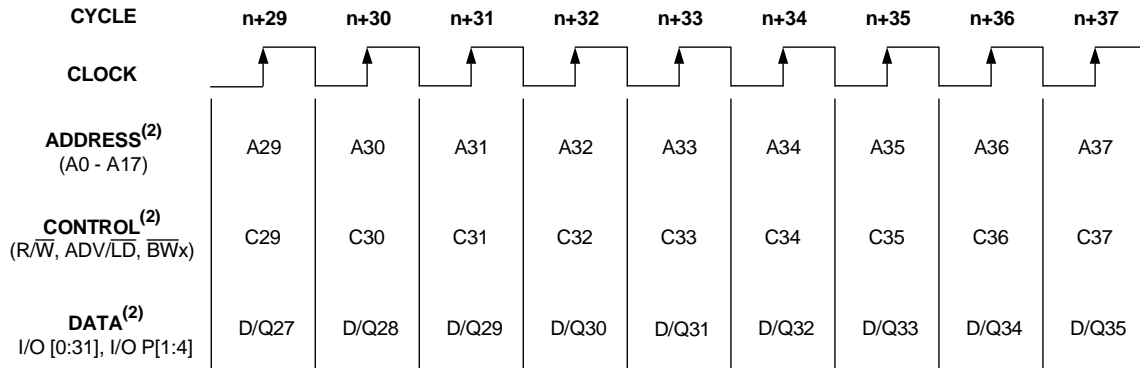 CYCLE n+29 n+30 n+31 n+32 n+33 n+34 n+35 n+36 n+37
CLOCK
ADDRESS(2)
(A0 - A17) A29 A30 A31 A32 A33 A34 A35 A36 A37
CONTROL(2)
(R/W̅, ADV/L̅D̅, B̅W̅x) C29 C30 C31 C32 C33 C34 C35 C36 C37
DATA(2)
I/O [0:31], I/O P[1:4] D/Q27 D/Q28 D/Q29 D/Q30 D/Q31 D/Q32 D/Q33 D/Q34 D/Q35